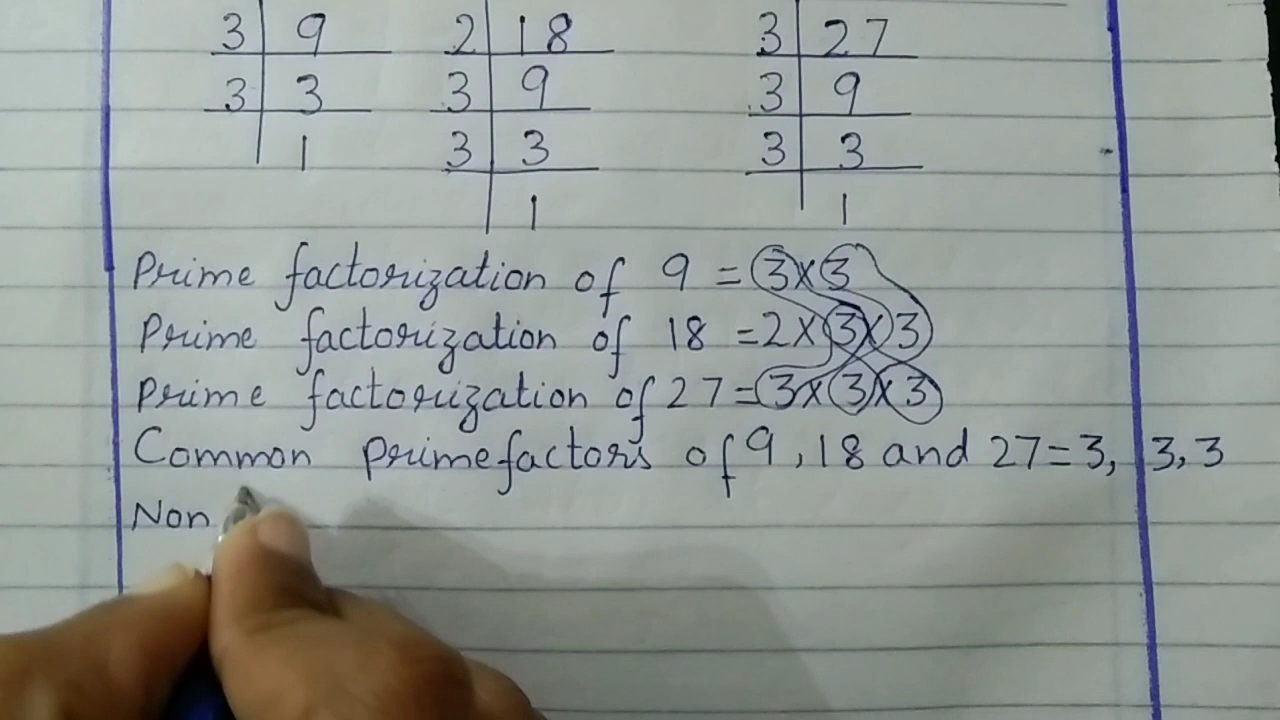 3 9 2 18 3 27
3 3 3 9 3 9
1 3 3 3 3
1 1
Prime factorization of 9 = 3x3
Prime factorization of 18 =2x3x3
Prime factorization of 27=3x3x3
Common prime factors of 9, 18 and 27=3, 3, 3
Non